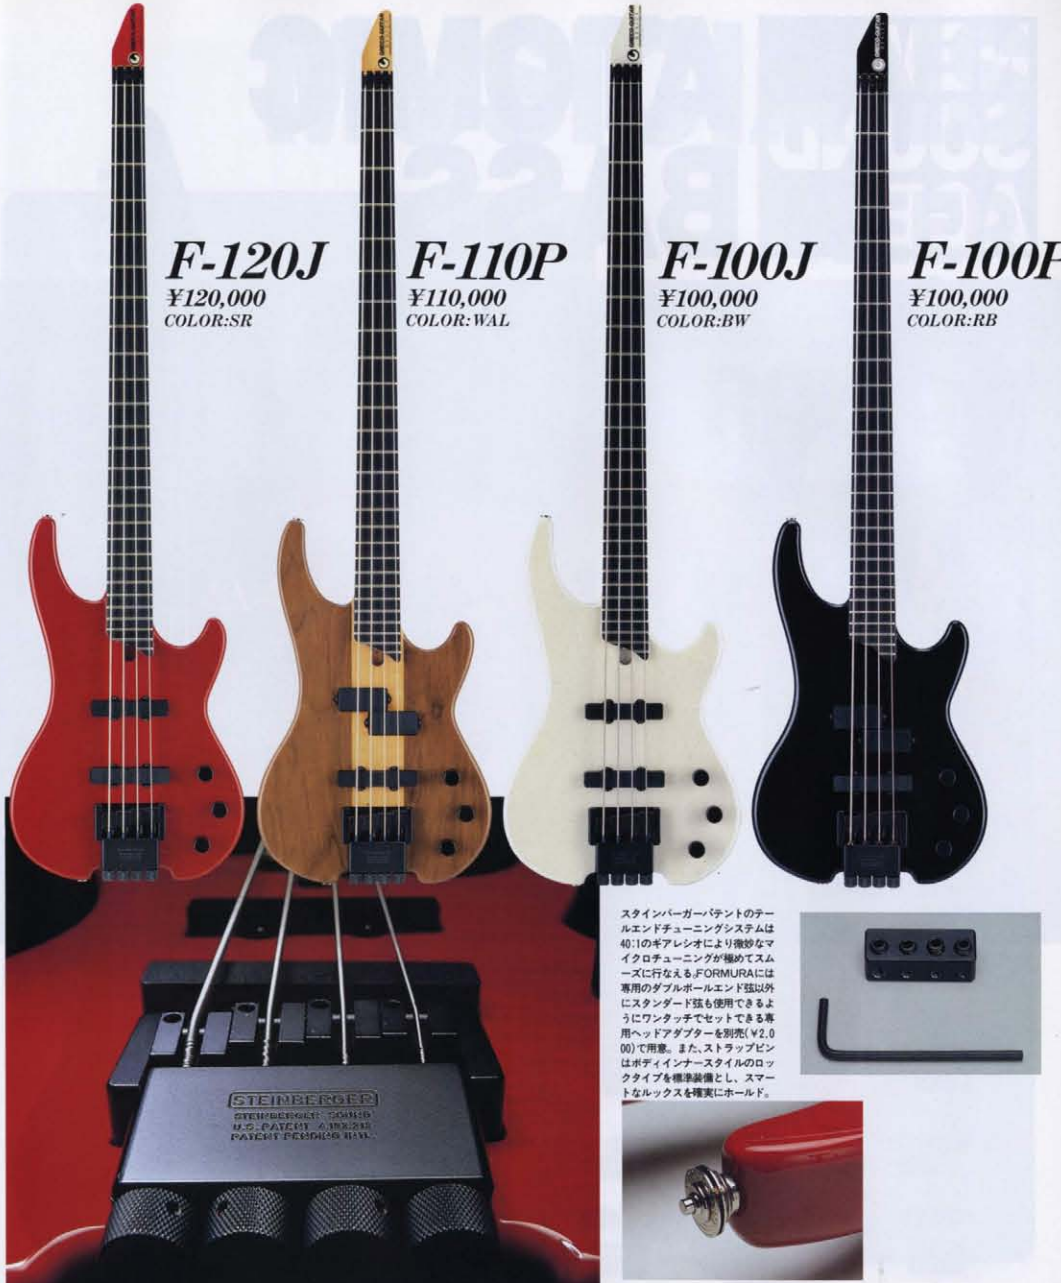 GRECO-GUITAR
GRECO-GUITAR
GRECO-GUITAR
F-120J
¥120,000
COLOR:SR
F-110P
¥110,000
COLOR:WAL
F-100J
¥100,000
COLOR:BW
F-100P
¥100,000
COLOR:RB
スタインバーガーパテントのテー
ルエンドチューニングシステムは
40:1のギアレシオにより微妙なマ
イクロチューニングが極めてスム
ーズに行なえる。FORMURAには
専用のダブルボールエンド弦以外
にスタンダード弦も使用できるよ
うにワンタッチでセットできる専
用ヘッドアダプターを別売(¥2,0
00)で用意。また、ストラップピン
はボディインナースタイルのロッ
クタイプを標準装備とし、スマー
トなルックスを確実にホールド。
STEINBERGER
STEINBERGER SOUND
U.S. PATENT
PATENT PENDING